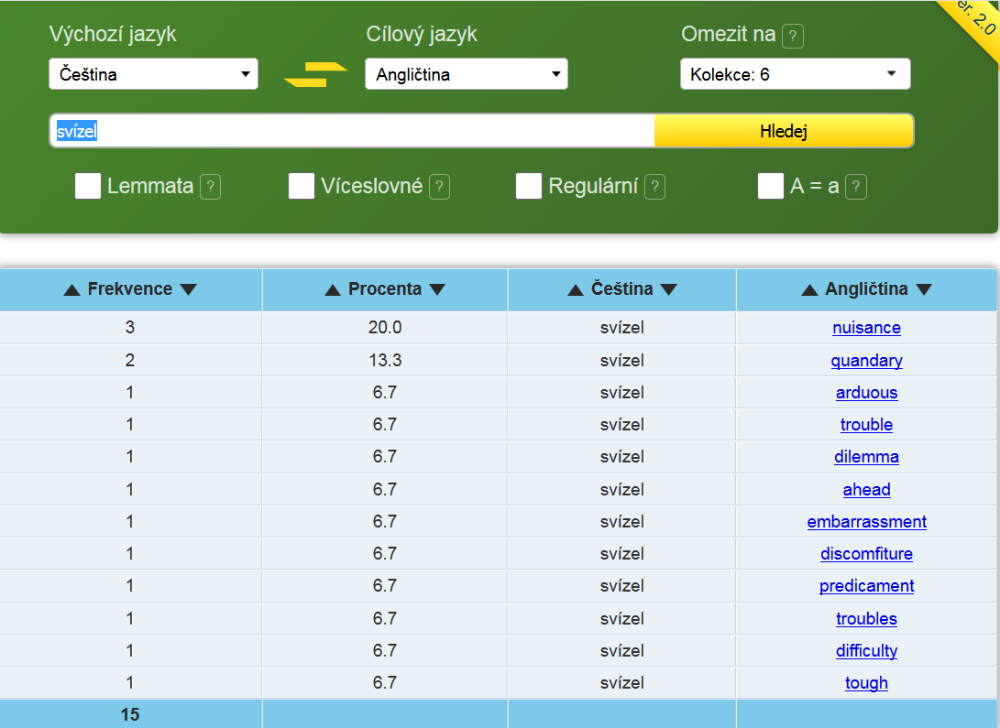 Výchozí jazyk Cílový jazyk Omezit na ? er. 2.0
Čeština Angličtina Kolekce: 6
svízel Hledej
Lemmata ? Víceslovné ? Regulární ? A = a ?
▲ Frekvence ▼ ▲ Procenta ▼ ▲ Čeština ▼ ▲ Angličtina ▼
3 20.0 svízel nuisance
2 13.3 svízel quandary
1 6.7 svízel arduous
1 6.7 svízel trouble
1 6.7 svízel dilemma
1 6.7 svízel ahead
1 6.7 svízel embarrassment
1 6.7 svízel discomfiture
1 6.7 svízel predicament
1 6.7 svízel troubles
1 6.7 svízel difficulty
1 6.7 svízel tough
15